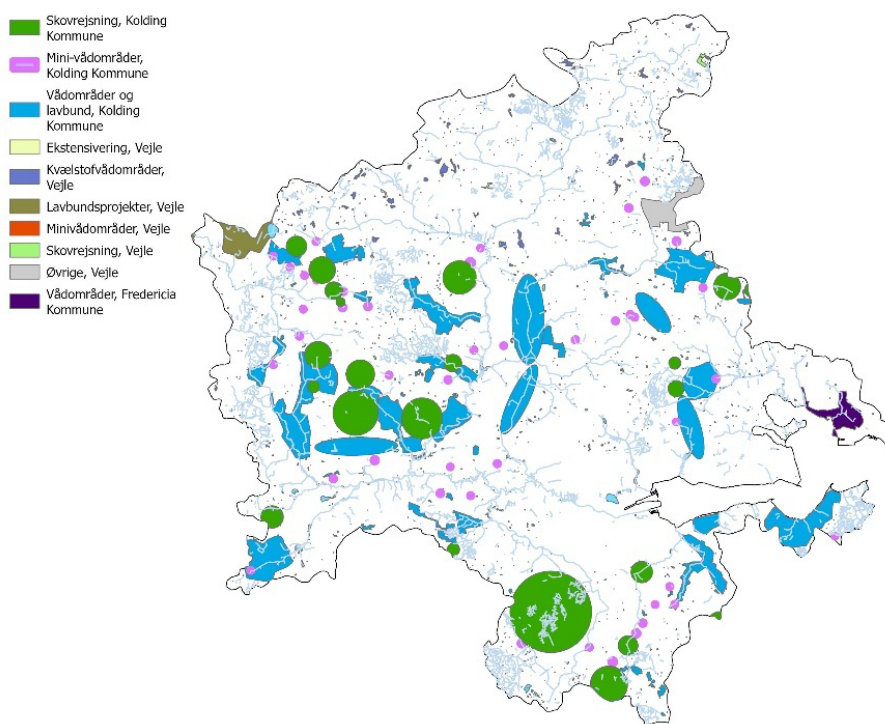 Skovrejsning, Kolding
Kommune
Mini-vådområder,
Kolding Kommune
Vådområder og
lavbund, Kolding
Kommune
Ekstensivering, Vejle
Kvælstofvådområder,
Vejle
Lavbundsprojekter, Vejle
Minivådområder, Vejle
Skovrejsning, Vejle
Øvrige, Vejle
Vådområder, Fredericia
Kommune